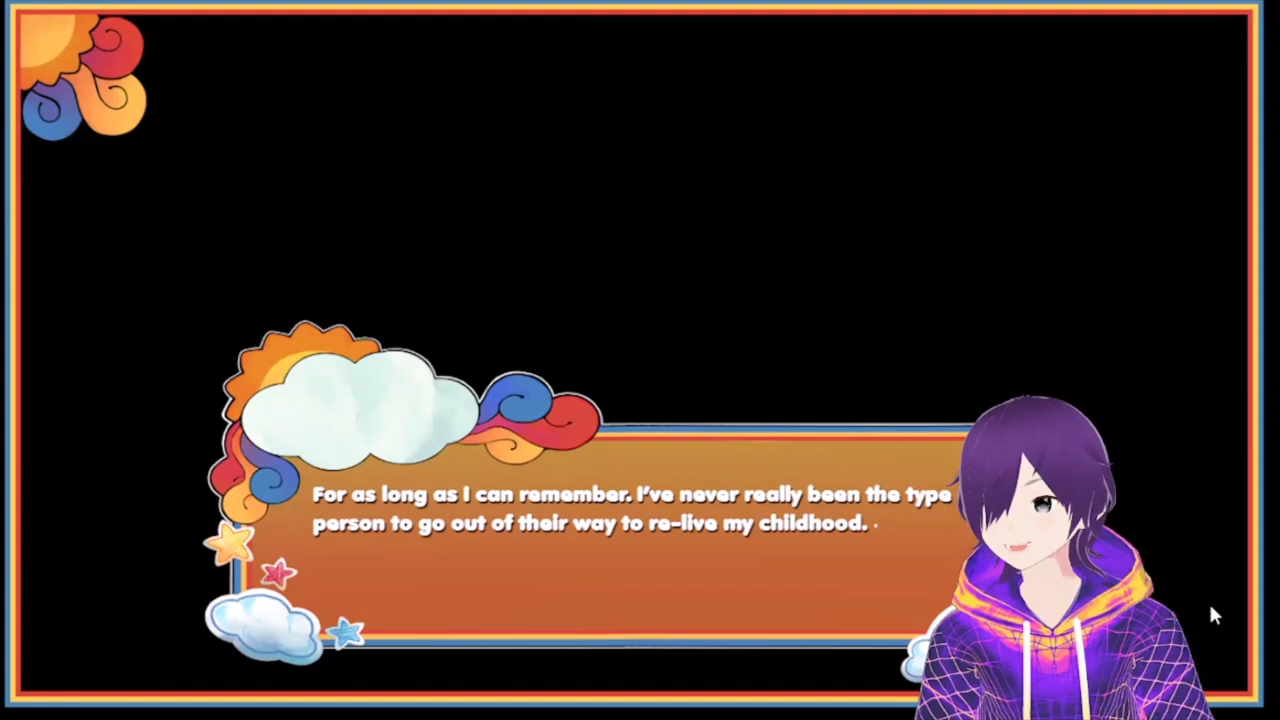 For as long as I can remember. I've never really been the type
person to go out of their way to re-live my childhood.